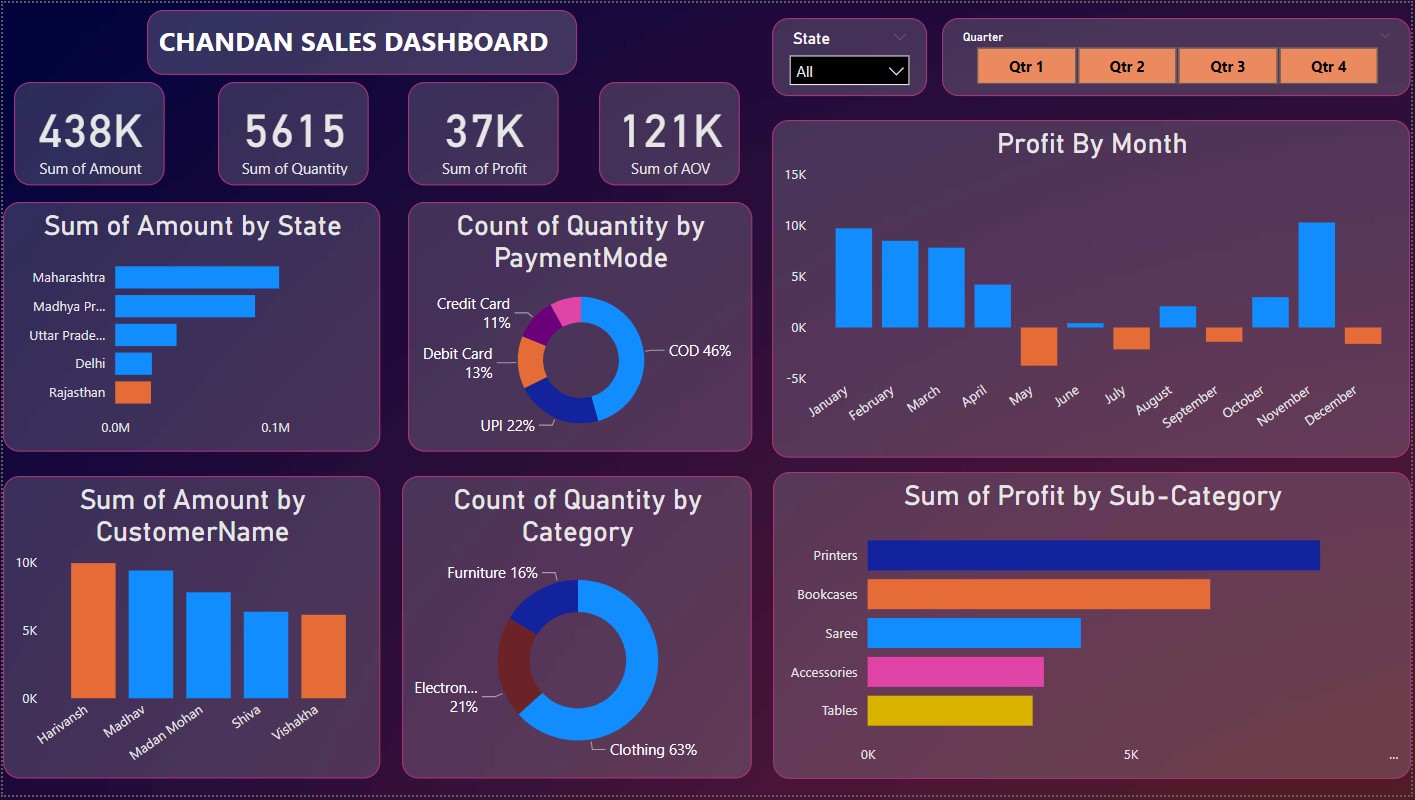 CHANDAN SALES DASHBOARD
State
All
Quarter
Qtr 1
Qtr 2
Qtr 3
Qtr 4
438K
Sum of Amount
5615
Sum of Quantity
37K
Sum of Profit
121K
Sum of AOV
Sum of Amount by State
Maharashtra
Madhya Pr...
Uttar Prade...
Delhi
Rajasthan
0.0M
0.1M
Count of Quantity by
PaymentMode
Credit Card
11%
Debit Card
13%
COD 46%
UPI 22%
Profit By Month
15K
10K
5K
0K
-5K
January
February
March
April
May
June
July
August
September
October
November
December
Sum of Amount by
CustomerName
10K
5K
0K
Harivansh
Madhav
Madan Mohan
Shiva
Vishakha
Count of Quantity by
Category
Furniture 16%
Electron...
21%
Clothing 63%
Sum of Profit by Sub-Category
Printers
Bookcases
Saree
Accessories
Tables
0K
5K
...